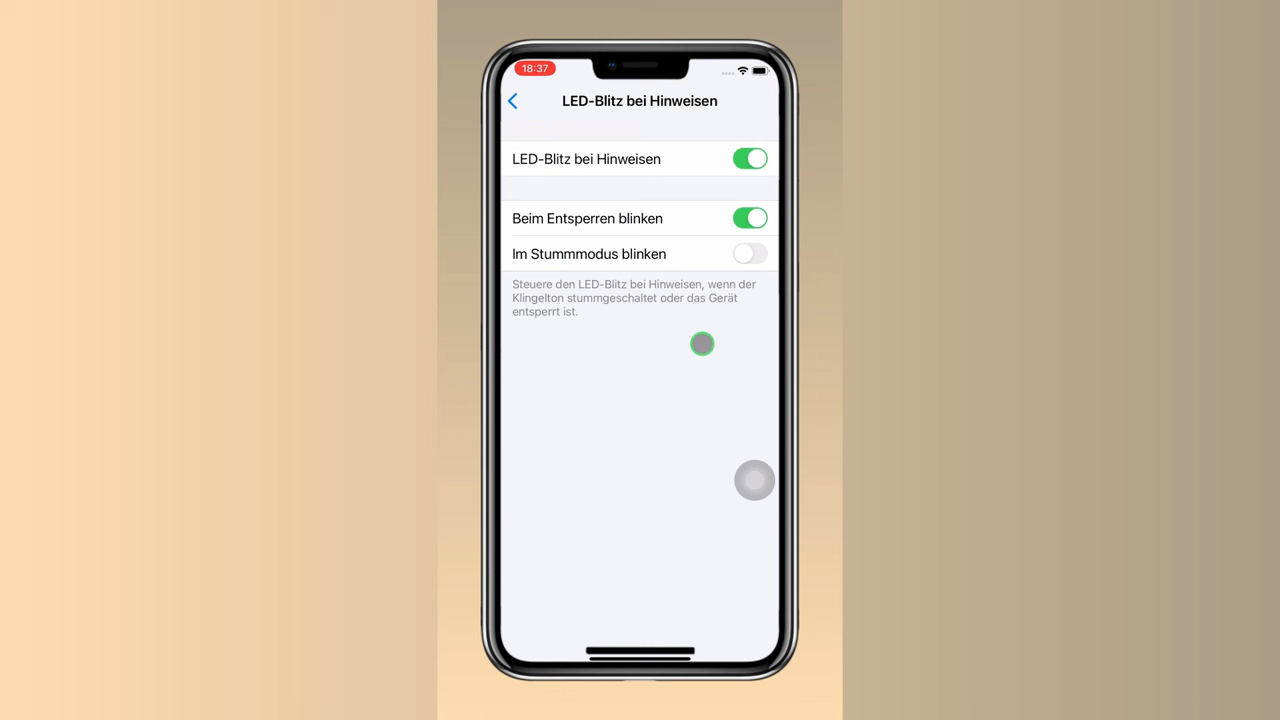 18:37
LED-Blitz bei Hinweisen
LED-Blitz bei Hinweisen
Beim Entsperren blinken
Im Stummmodus blinken
Steuere den LED-Blitz bei Hinweisen, wenn der
Klingelton stummgeschaltet oder das Gerät
entsperrt ist.